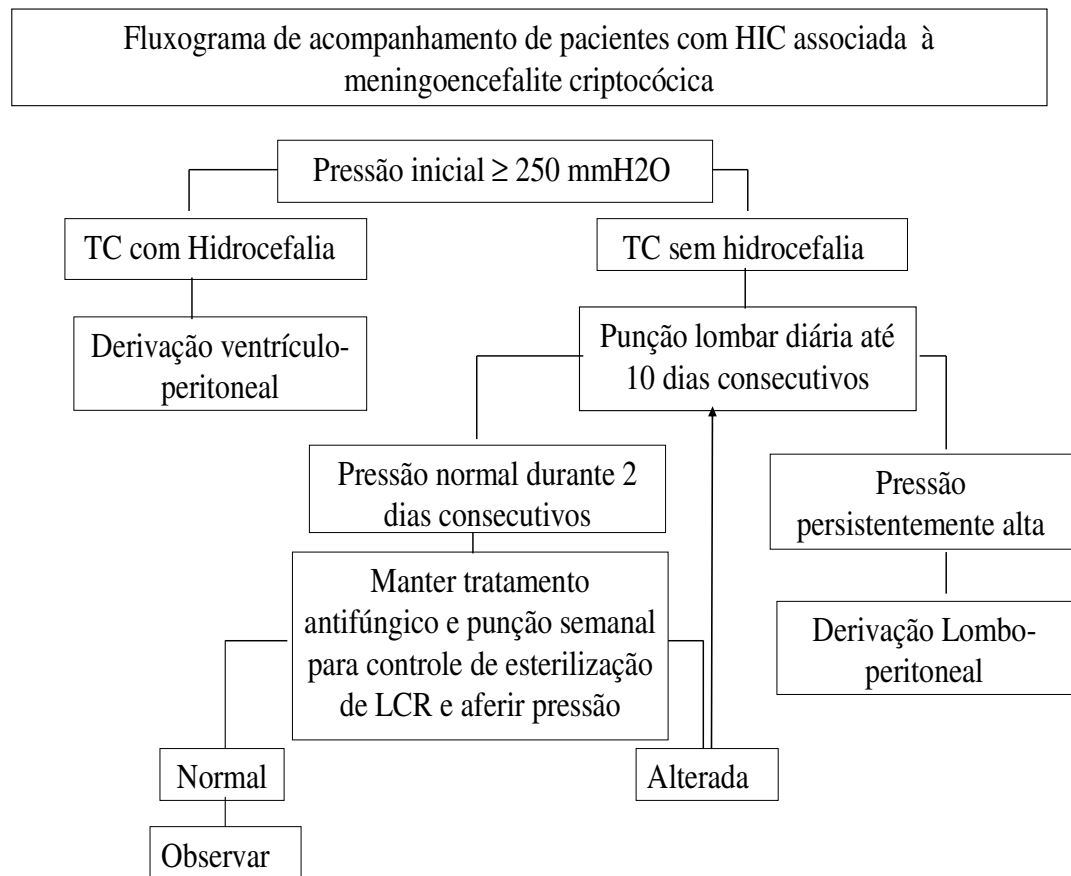 Fluxograma de acompanhamento de pacientes com HIC associada à
meningoencefalite criptocócica
Pressão inicial ≥ 250 mmH2O
TC com Hidrocefalia
TC sem hidrocefalia
Derivação ventrículo-
peritoneal
Punção lombar diária até
10 dias consecutivos
Pressão normal durante 2
dias consecutivos
Pressão
persistentemente alta
Manter tratamento
antifúngico e punção semanal
para controle de esterilização
de LCR e aferir pressão
Derivação Lombo-
peritoneal
Normal
Alterada
Observar